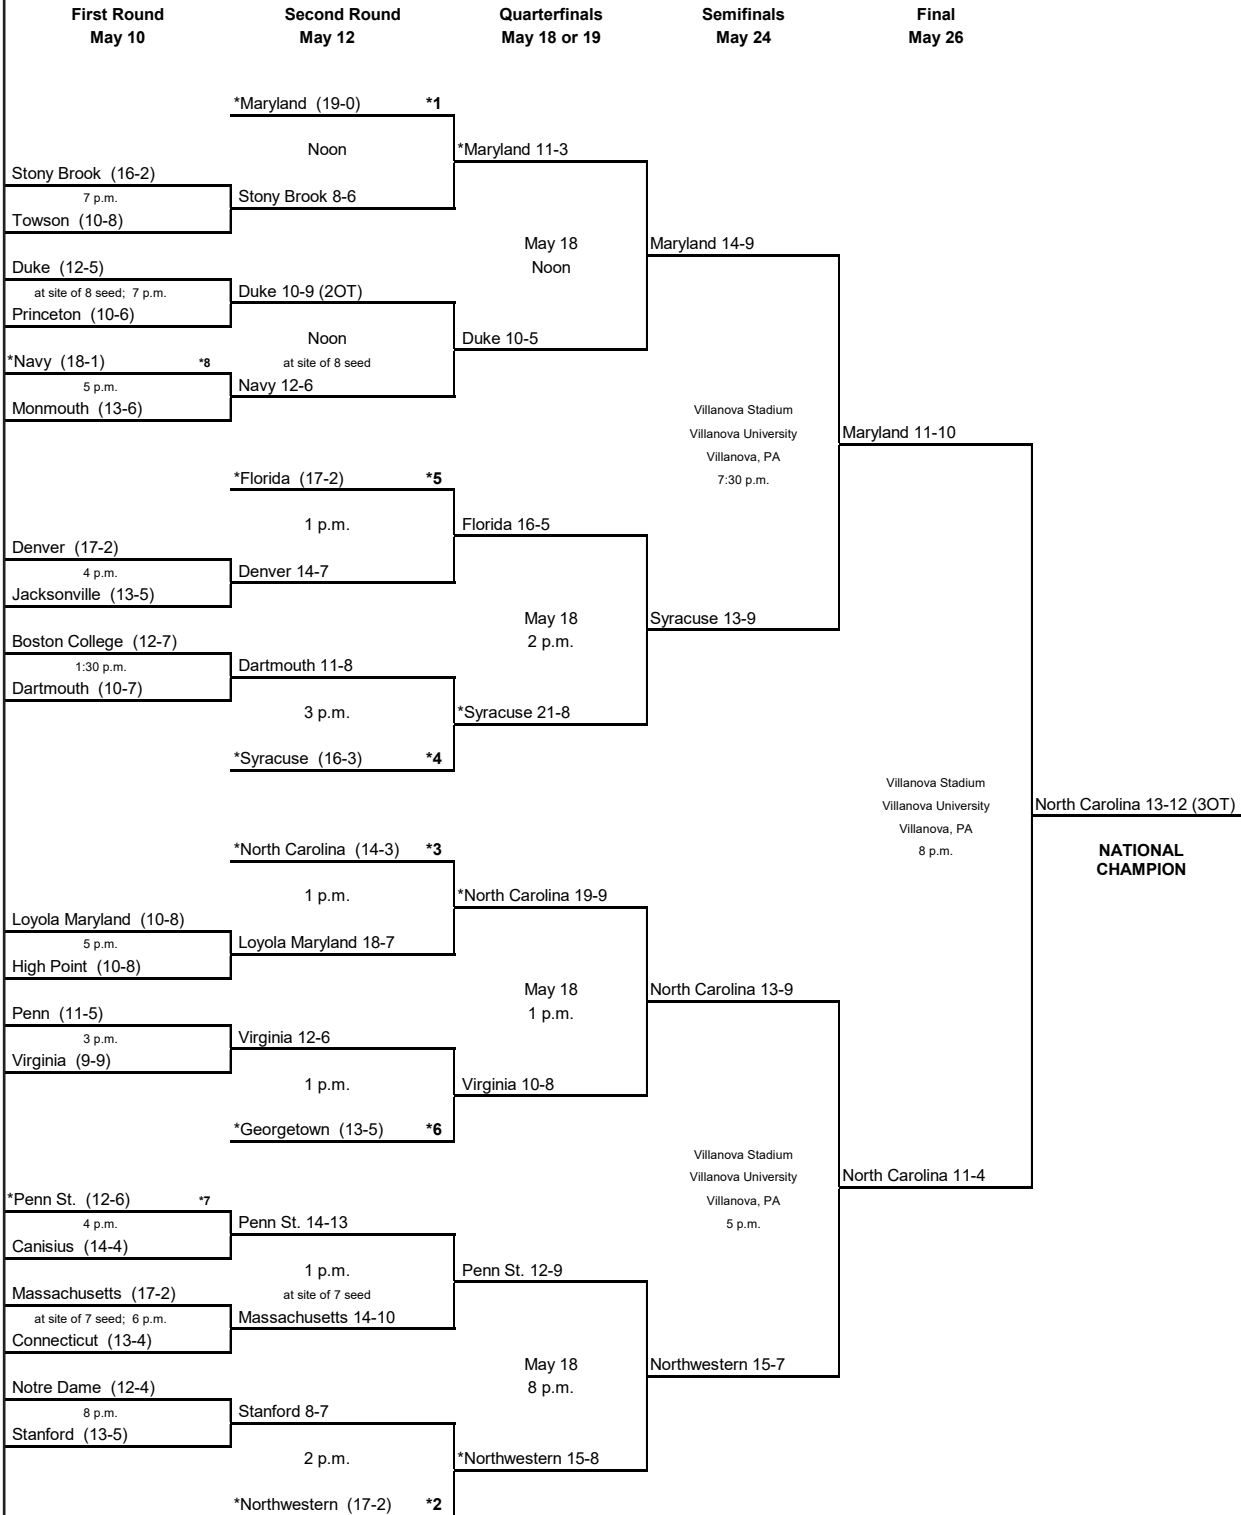 First Round Second Round Quarterfinals Semifinals Final
May 10 May 12 May 18 or 19 May 24 May 26
*Maryland (19-0) *1
Noon
*Maryland 11-3
Stony Brook (16-2)
7 p.m.
Stony Brook 8-6
Towson (10-8)
May 18
Noon
Maryland 14-9
Duke (12-5)
at site of 8 seed; 7 p.m.
Duke 10-9 (2OT)
Princeton (10-6)
Noon
at site of 8 seed
Duke 10-5
*Navy (18-1) *8
5 p.m.
Navy 12-6
Monmouth (13-6)
Villanova Stadium
Villanova University
Villanova, PA
7:30 p.m.
Maryland 11-10
*Florida (17-2) *5
1 p.m.
Florida 16-5
Denver (17-2)
4 p.m.
Denver 14-7
Jacksonville (13-5)
May 18
2 p.m.
Syracuse 13-9
Boston College (12-7)
1:30 p.m.
Dartmouth 11-8
Dartmouth (10-7)
3 p.m.
*Syracuse 21-8
*Syracuse (16-3) *4
Villanova Stadium
Villanova University
Villanova, PA
8 p.m.
North Carolina 13-12 (3OT)
NATIONAL
CHAMPION
*North Carolina (14-3) *3
1 p.m.
*North Carolina 19-9
Loyola Maryland (10-8)
5 p.m.
Loyola Maryland 18-7
High Point (10-8)
May 18
1 p.m.
North Carolina 13-9
Penn (11-5)
3 p.m.
Virginia 12-6
Virginia (9-9)
1 p.m.
Virginia 10-8
*Georgetown (13-5) *6
Villanova Stadium
Villanova University
Villanova, PA
5 p.m.
North Carolina 11-4
*Penn St. (12-6) *7
4 p.m.
Penn St. 14-13
Canisius (14-4)
1 p.m.
at site of 7 seed
Penn St. 12-9
Massachusetts (17-2)
at site of 7 seed; 6 p.m.
Massachusetts 14-10
Connecticut (13-4)
May 18
8 p.m.
Northwestern 15-7
Notre Dame (12-4)
8 p.m.
Stanford 8-7
Stanford (13-5)
2 p.m.
*Northwestern 15-8
*Northwestern (17-2) *2